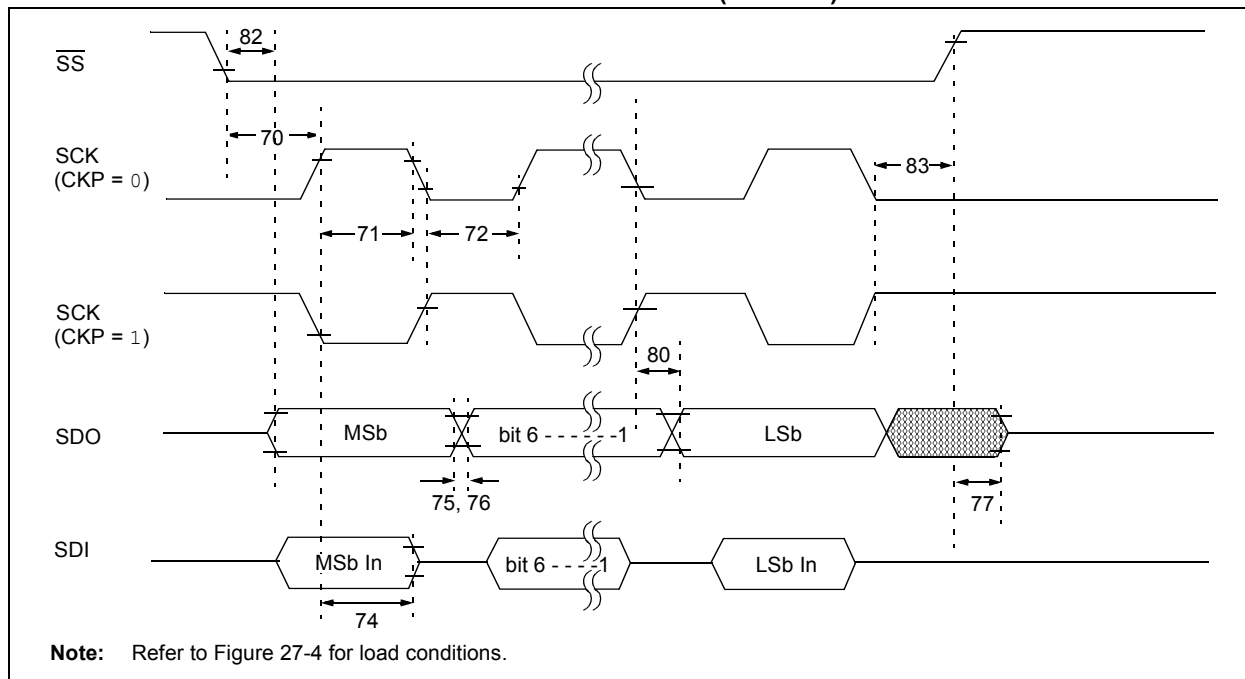 82
SS
70
SCK
(CKP = 0)
83
71
72
SCK
(CKP = 1)
80
SDO
MSb
bit 6 - - - - - -1
LSb
75, 76
77
SDI
MSb In
bit 6 - - - -1
LSb In
74
Note: Refer to Figure 27-4 for load conditions.